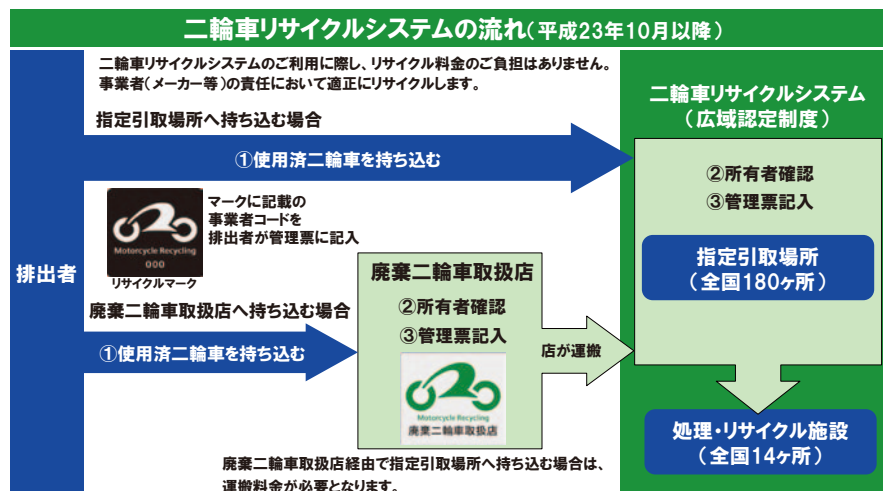 二輪車リサイクルシステムの流れ(平成23年10月以降)
二輪車リサイクルシステムのご利用に際し、リサイクル料金のご負担はありません。
事業者(メーカー等)の責任において適正にリサイクルします。
指定引取場所へ持ち込む場合
①使用済二輪車を持ち込む
Motorcycle Recycling
000
リサイクルマーク
マークに記載の
事業者コードを
排出者が管理票に記入
排出者
廃棄二輪車取扱店へ持ち込む場合
①使用済二輪車を持ち込む
廃棄二輪車取扱店
②所有者確認
③管理票記入
Motorcycle Recycling
廃棄二輪車取扱店
店が運搬
廃棄二輪車取扱店経由で指定引取場所へ持ち込む場合は、
運搬料金が必要となります。
二輪車リサイクルシステム
(広域認定制度)
②所有者確認
③管理票記入
指定引取場所
(全国180ヶ所)
処理・リサイクル施設
(全国14ヶ所)